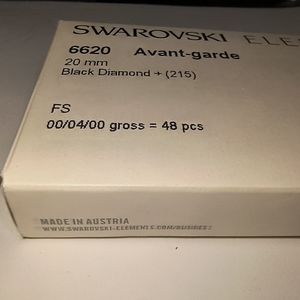 SWAROVSKI ELE
6620 Avant-garde
20 mm
Black Diamond + (215)
FS
00/04/00 gross = 48 pcs
MADE IN AUSTRIA